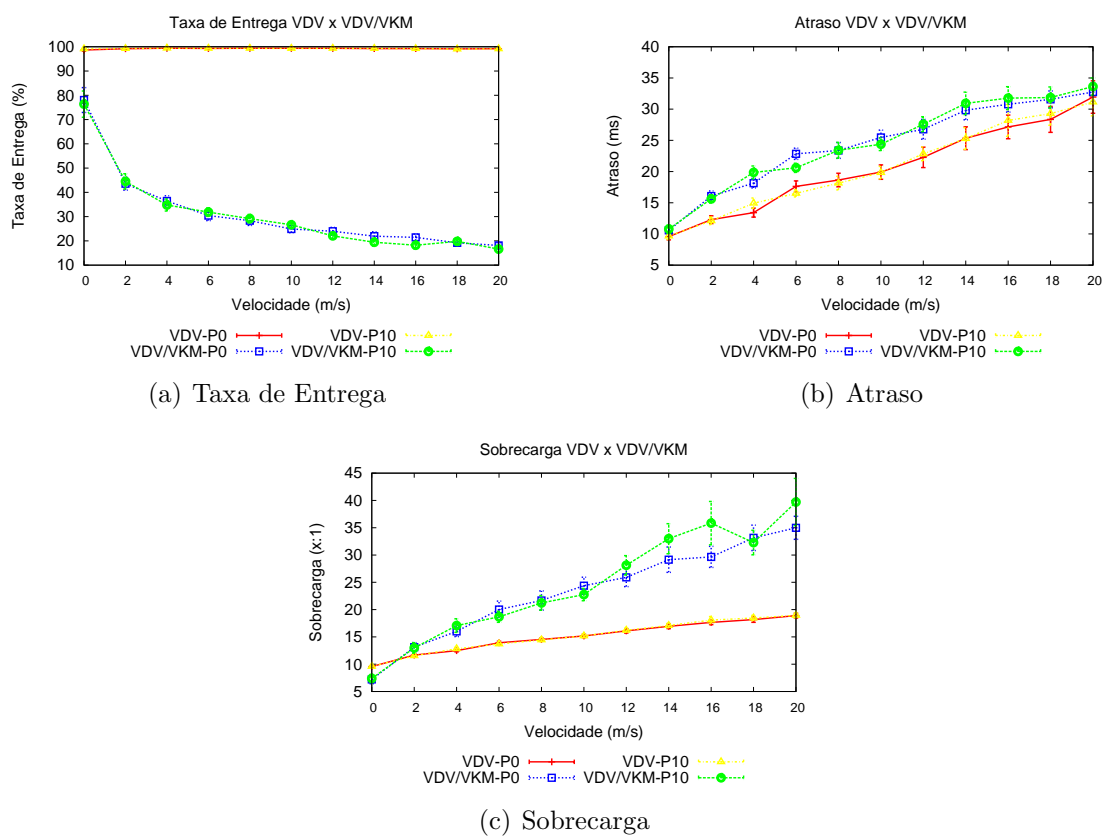 Taxa de Entrega VDV x VDV/VKM
Taxa de Entrega (%)
100
90
80
70
60
50
40
30
20
10
0 2 4 6 8 10 12 14 16 18 20
Velocidade (m/s)
VDV-P0 VDV-P10
VDV/VKM-P0 VDV/VKM-P10
(a) Taxa de Entrega
Atraso VDV x VDV/VKM
Atraso (ms)
40
35
30
25
20
15
10
5
0 2 4 6 8 10 12 14 16 18 20
Velocidade (m/s)
VDV-P0 VDV-P10
VDV/VKM-P0 VDV/VKM-P10
(b) Atraso
Sobrecarga VDV x VDV/VKM
Sobrecarga (x:1)
45
40
35
30
25
20
15
10
5
0 2 4 6 8 10 12 14 16 18 20
Velocidade (m/s)
VDV-P0 VDV-P10
VDV/VKM-P0 VDV/VKM-P10
(c) Sobrecarga